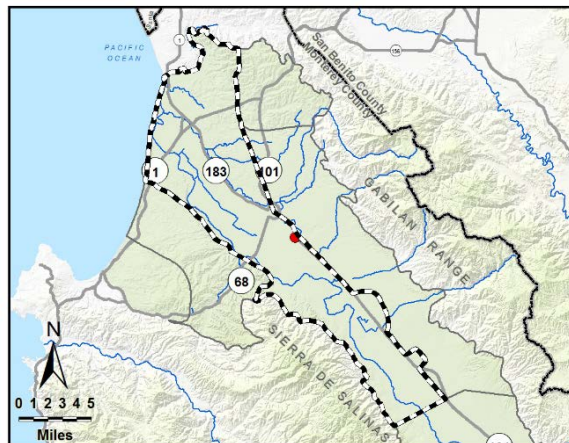 1
156
PACIFIC
OCEAN
San Benito County
Monterey County
183
101
1
GABILAN RANGE
68
SIERRA DE SALINAS
N
0 1 2 3 4 5
Miles